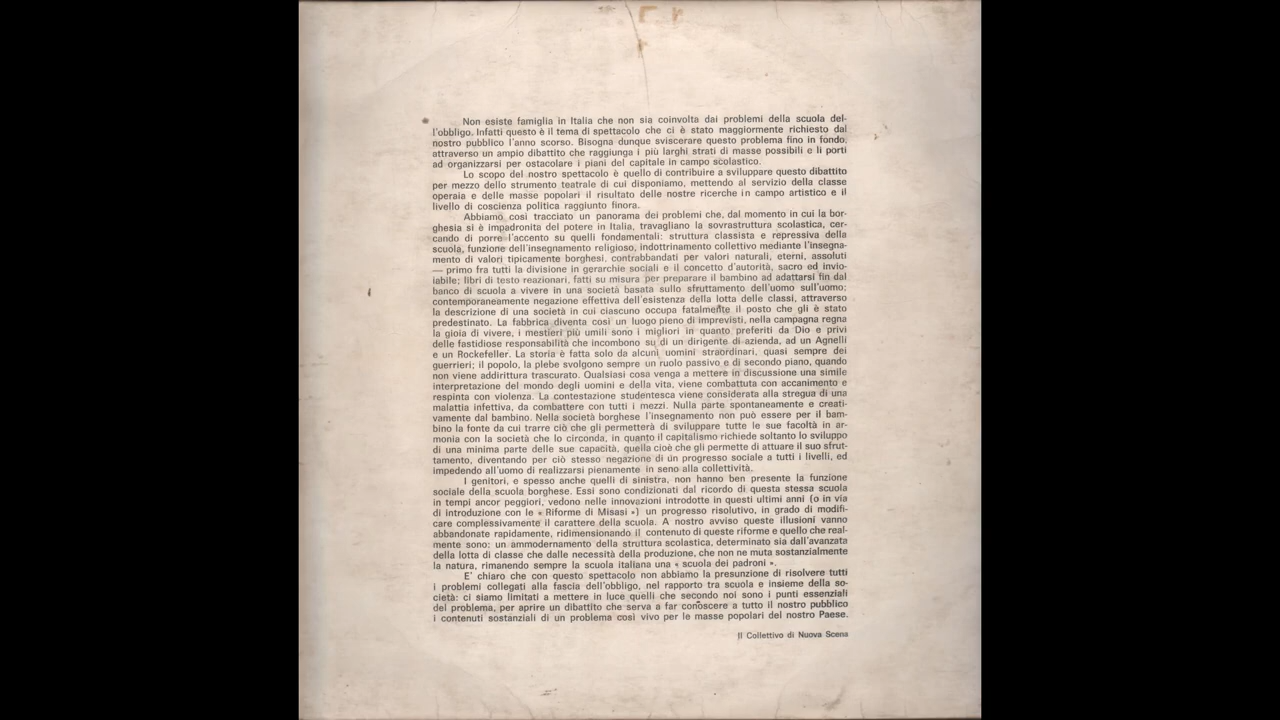 Non esiste famiglia in Italia che non sia coinvolta dai problemi della scuola del-
l'obbligo. Infatti questo è il tema di spettacolo che ci è stato maggiormente richiesto dal
nostro pubblico l'anno scorso. Bisogna dunque sviscerare questo problema fino in fondo,
attraverso un ampio dibattito che raggiunga i più larghi strati di masse possibili e li porti
ad organizzarsi per ostacolare i piani del capitale in campo scolastico.
Lo scopo del nostro spettacolo è quello di contribuire a sviluppare questo dibattito
per mezzo dello strumento teatrale di cui disponiamo, mettendo al servizio della classe
operaia e delle masse popolari il risultato delle nostre ricerche in campo artistico e il
livello di coscienza politica raggiunto finora.
Abbiamo così tracciato un panorama dei problemi che, dal momento in cui la bor-
ghesia si è impadronita del potere in Italia, travagliano la sovrastruttura scolastica, cer-
cando di porre l'accento su quelli fondamentali: struttura classista e repressiva della
scuola, funzione dell'insegnamento religioso, indottrinamento collettivo mediante l'insegna-
mento di valori tipicamente borghesi, contrabbandati per valori naturali, eterni, assoluti
— primo fra tutti la divisione in gerarchie sociali e il concetto d'autorità, sacro ed invio-
labile; libri di testo reazionari, fatti su misura per preparare il bambino ad adattarsi fin dal
banco di scuola a vivere in una società basata sullo sfruttamento dell'uomo sull'uomo;
contemporaneamente negazione effettiva dell'esistenza della lotta delle classi, attraverso
la descrizione di una società in cui ciascuno occupa fatalmente il posto che gli è stato
predestinato. La fabbrica diventa così un luogo pieno di imprevisti, nella campagna regna
la gioia di vivere, i mestieri più umili sono i migliori in quanto preferiti da Dio e privi
delle fastidiose responsabilità che incombono su di un dirigente di azienda, ad un Agnelli
e un Rockefeller. La storia è fatta solo da alcuni uomini straordinari, quasi sempre dei
guerrieri; il popolo, la plebe svolgono sempre un ruolo passivo e di secondo piano, quando
non viene addirittura trascurato. Qualsiasi cosa venga a mettere in discussione una simile
interpretazione del mondo degli uomini e della vita, viene combattuta con accanimento e
respinta con violenza. La contestazione studentesca viene considerata alla stregua di una
malattia infettiva, da combattere con tutti i mezzi. Nulla parte spontaneamente e creati-
vamente dal bambino. Nella società borghese l'insegnamento non può essere per il bam-
bino la fonte da cui trarre ciò che gli permetterà di sviluppare tutte le sue facoltà in ar-
monia con la società che lo circonda, in quanto il capitalismo richiede soltanto lo sviluppo
di una minima parte delle sue capacità, quella cioè che gli permette di attuare il suo sfrut-
tamento, diventando per ciò stesso negazione di un progresso sociale a tutti i livelli, ed
impedendo all'uomo di realizzarsi pienamente in seno alla collettività.
I genitori, e spesso anche quelli di sinistra, non hanno ben presente la funzione
sociale della scuola borghese. Essi sono condizionati dal ricordo di questa stessa scuola
in tempi ancor peggiori, vedono nelle innovazioni introdotte in questi ultimi anni (o in via
di introduzione con le « Riforme di Misasi ») un progresso risolutivo, in grado di modifi-
care complessivamente il carattere della scuola. A nostro avviso queste illusioni vanno
abbandonate rapidamente, ridimensionando il contenuto di queste riforme e quello che real-
mente sono: un ammodernamento della struttura scolastica, determinato sia dall'avanzata
della lotta di classe che dalle necessità della produzione, che non ne muta sostanzialmente
la natura, rimanendo sempre la scuola italiana una « scuola dei padroni ».
E' chiaro che con questo spettacolo non abbiamo la presunzione di risolvere tutti
i problemi collegati alla fascia dell'obbligo, nel rapporto tra scuola e insieme della so-
cietà: ci siamo limitati a mettere in luce quelli che secondo noi sono i punti essenziali
del problema, per aprire un dibattito che serva a far conoscere a tutto il nostro pubblico
i contenuti sostanziali di un problema così vivo per le masse popolari del nostro Paese.
Il Collettivo di Nuova Scena